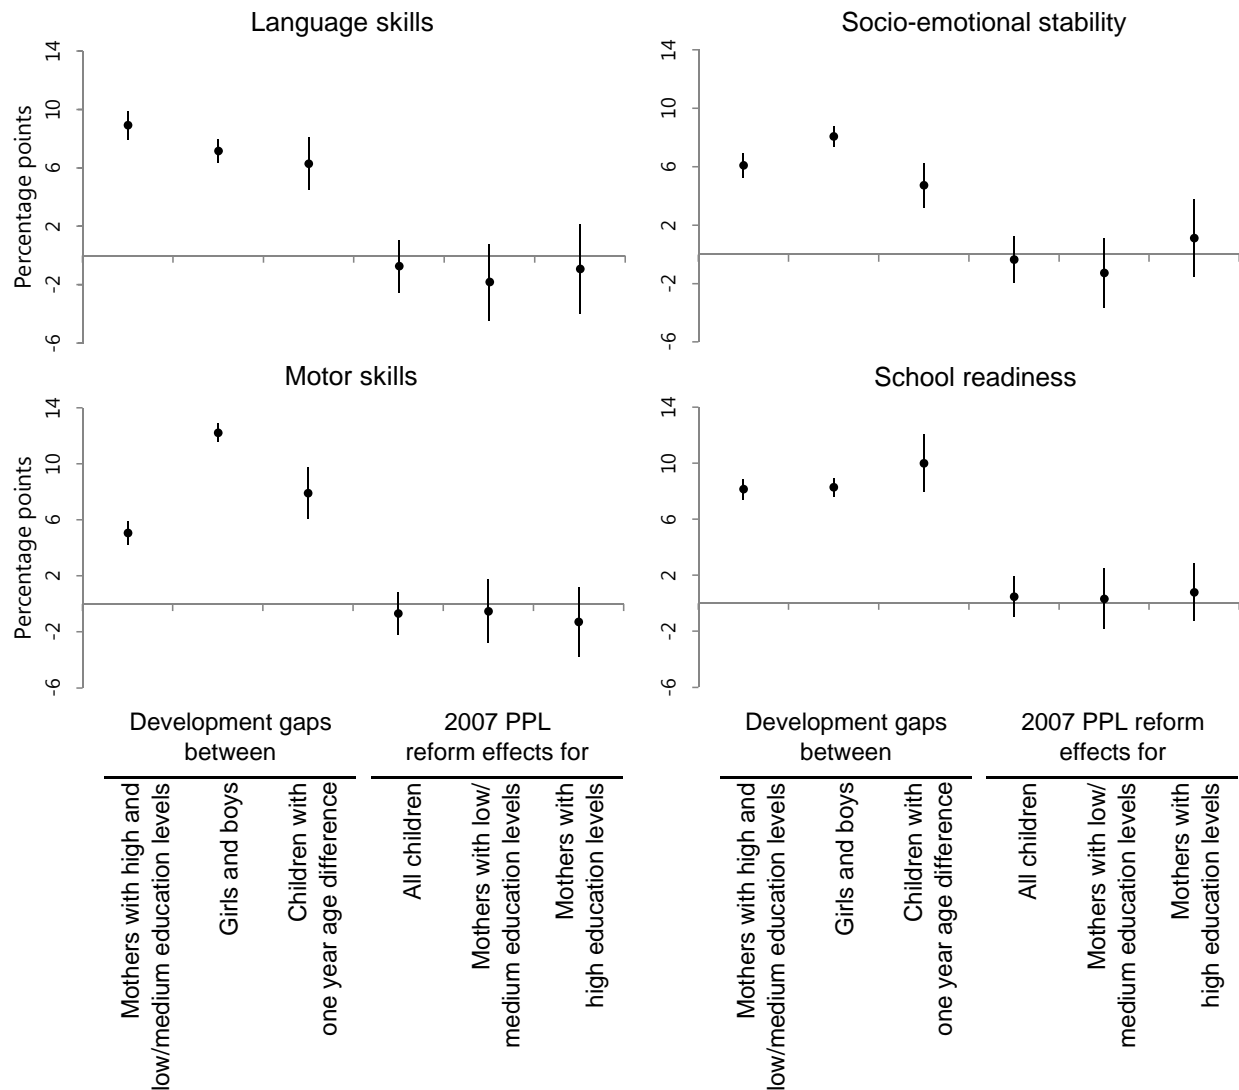 Language skills
Socio-emotional stability
Percentage points
14
10
6
2
-2
-6
14
10
6
2
-2
-6
Motor skills
School readiness
Percentage points
14
10
6
2
-2
-6
14
10
6
2
-2
-6
Development gaps
between
2007 PPL
reform effects for
Development gaps
between
2007 PPL reform
effects for
Mothers with high and
low/medium education levels
Girls and boys
Children with
one year age difference
All children
Mothers with low/
medium education levels
Mothers with
high education levels
Mothers with high and
low/medium education levels
Girls and boys
Children with
one year age difference
All children
Mothers with low/
medium education levels
Mothers with
high education levels